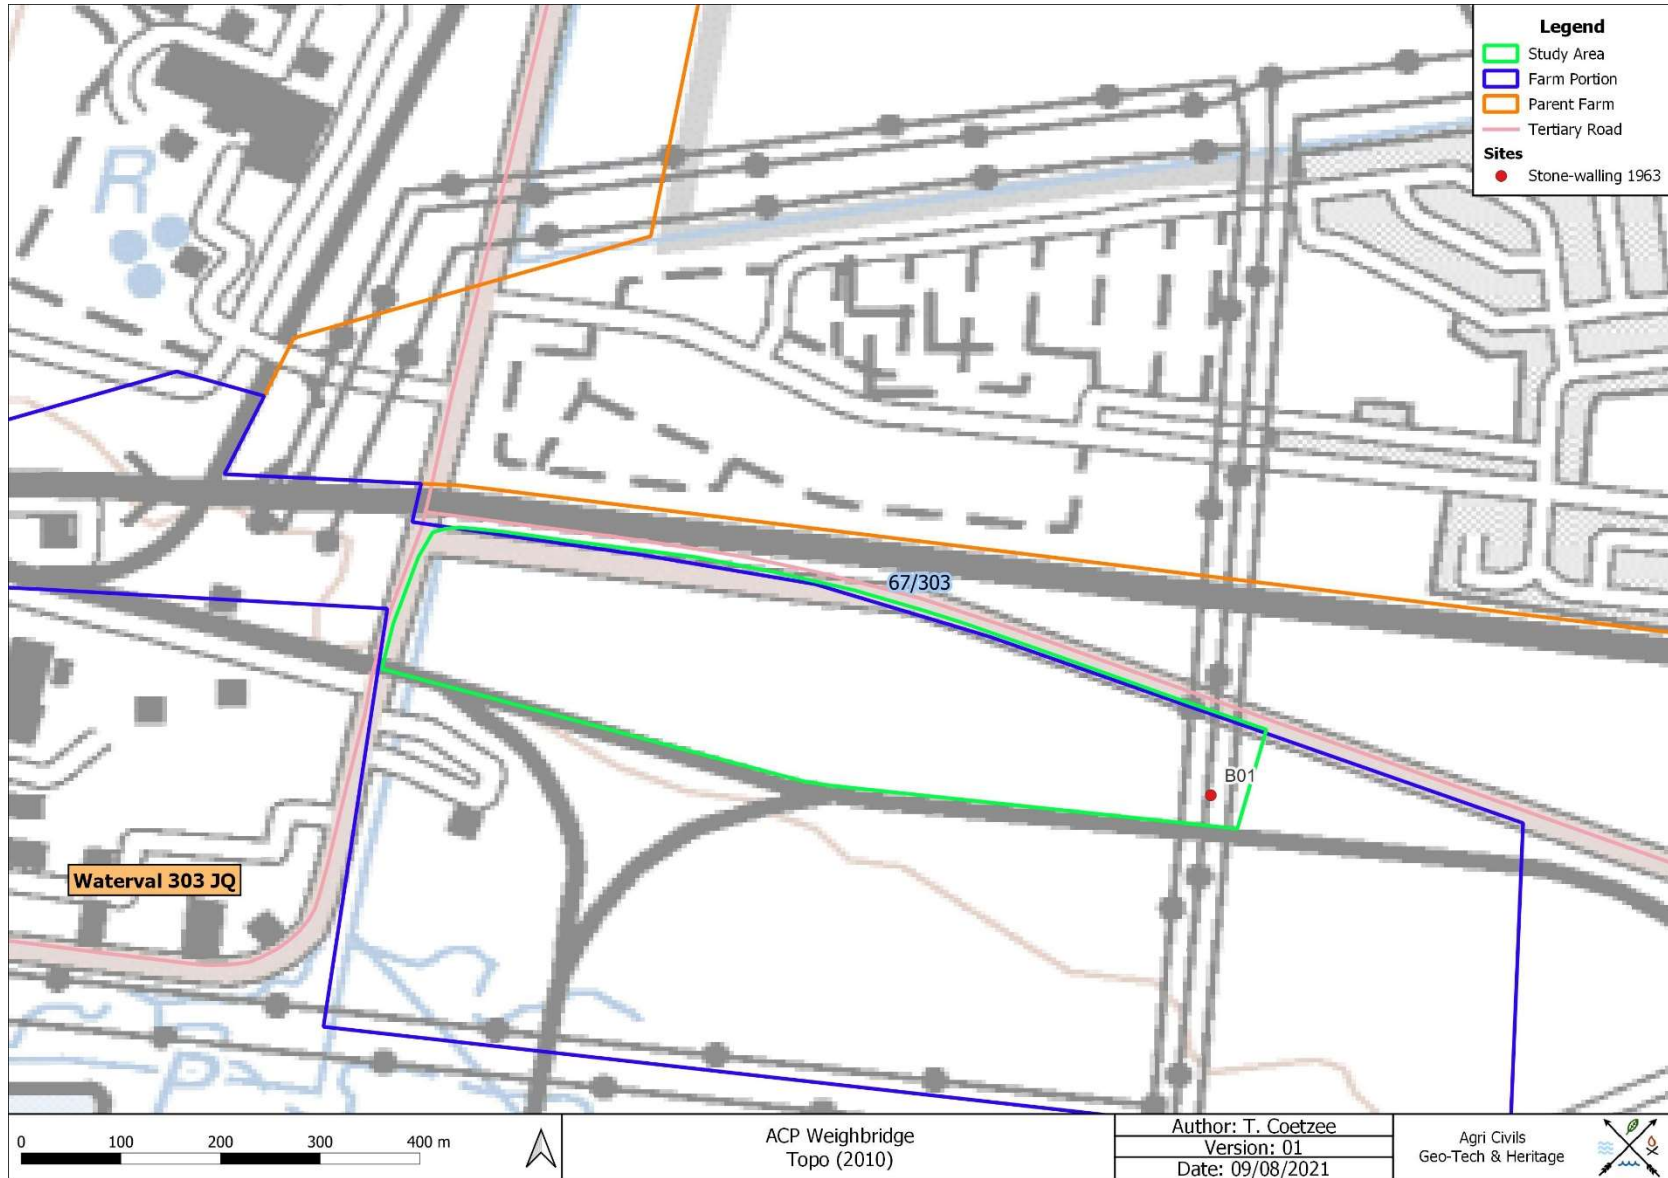 Legend
Study Area
Farm Portion
Parent Farm
Tertiary Road
Sites
Stone-walling 1963
R
67/303
B01
Waterval 303 JQ
P
0 100 200 300 400 m
ACP Weighbridge
Topo (2010)
Author: T. Coetzee
Version: 01
Date: 09/08/2021
Agri Civils
Geo-Tech & Heritage